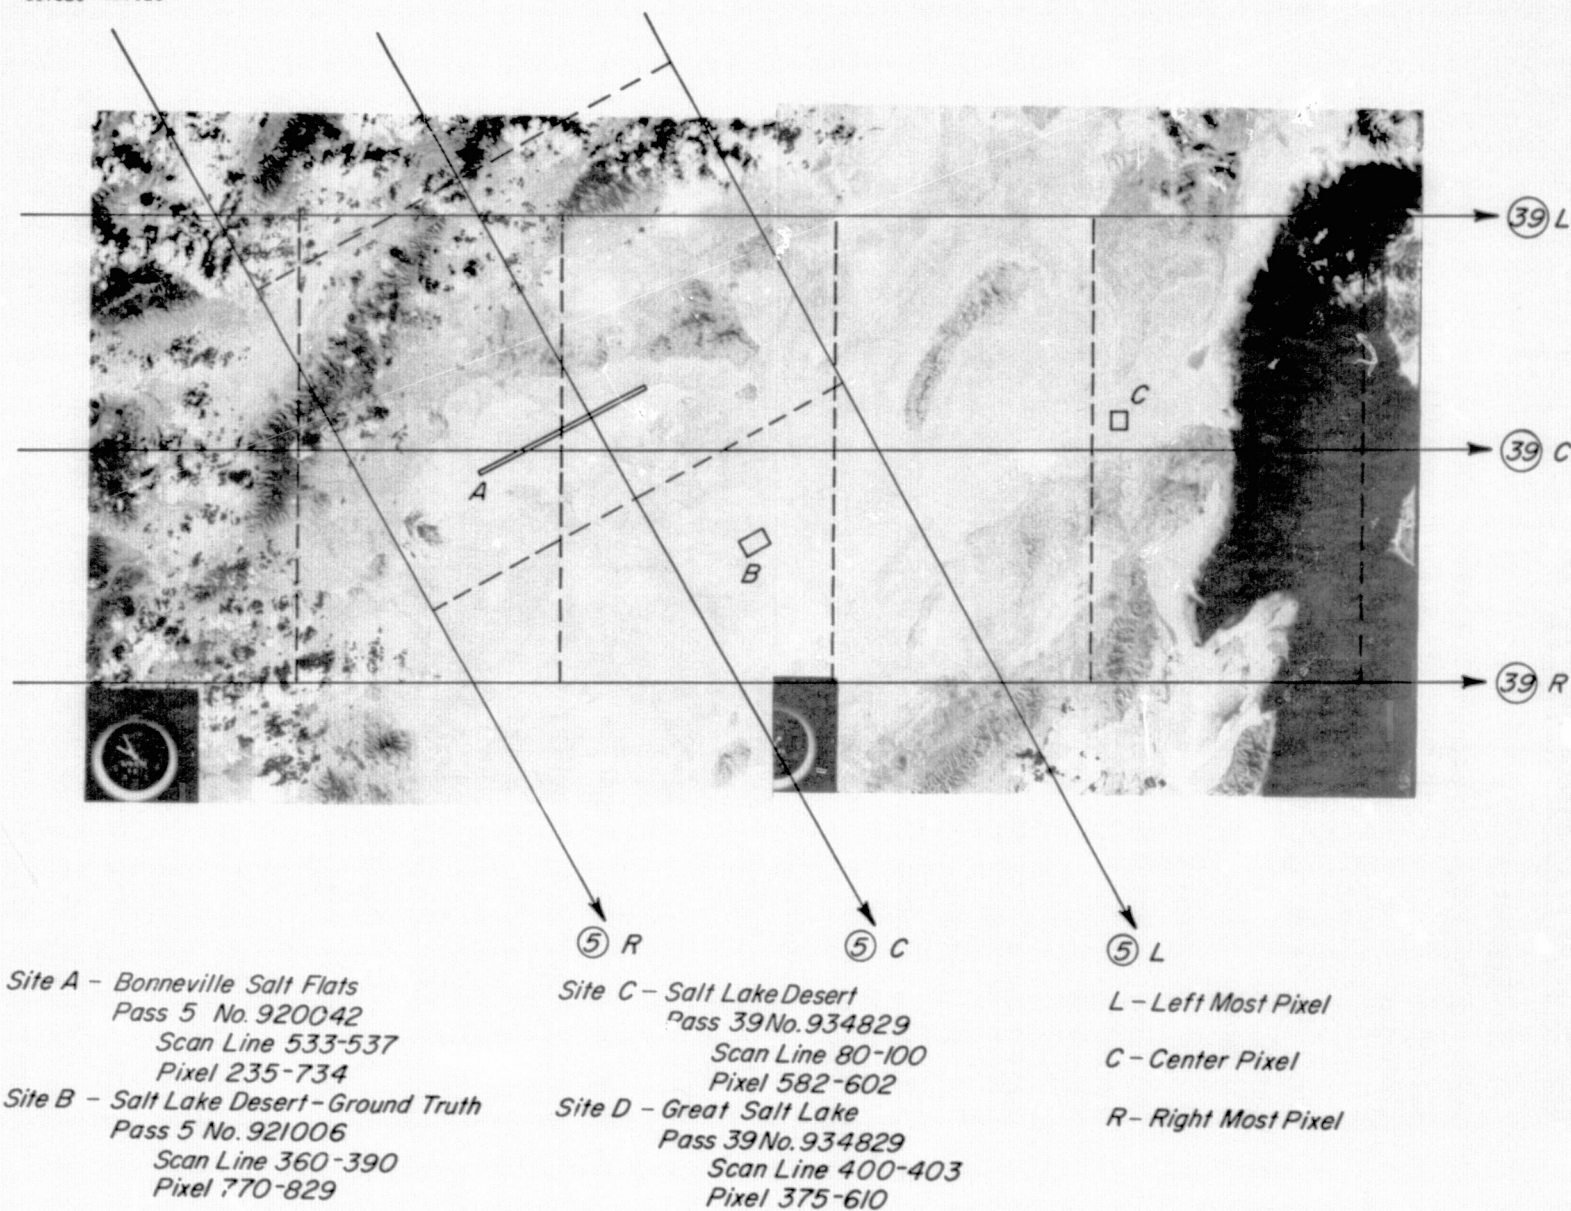 39 L
C
39 C
A
B
39 R
5 R
5 C
5 L
Site A – Bonneville Salt Flats
Pass 5 No. 920042
Scan Line 533-537
Pixel 235-734
Site B – Salt Lake Desert-Ground Truth
Pass 5 No. 921006
Scan Line 360-390
Pixel 770-829
Site C – Salt Lake Desert
Pass 39 No. 934829
Scan Line 80-100
Pixel 582-602
Site D – Great Salt Lake
Pass 39 No. 934829
Scan Line 400-403
Pixel 375-610
L – Left Most Pixel
C – Center Pixel
R – Right Most Pixel